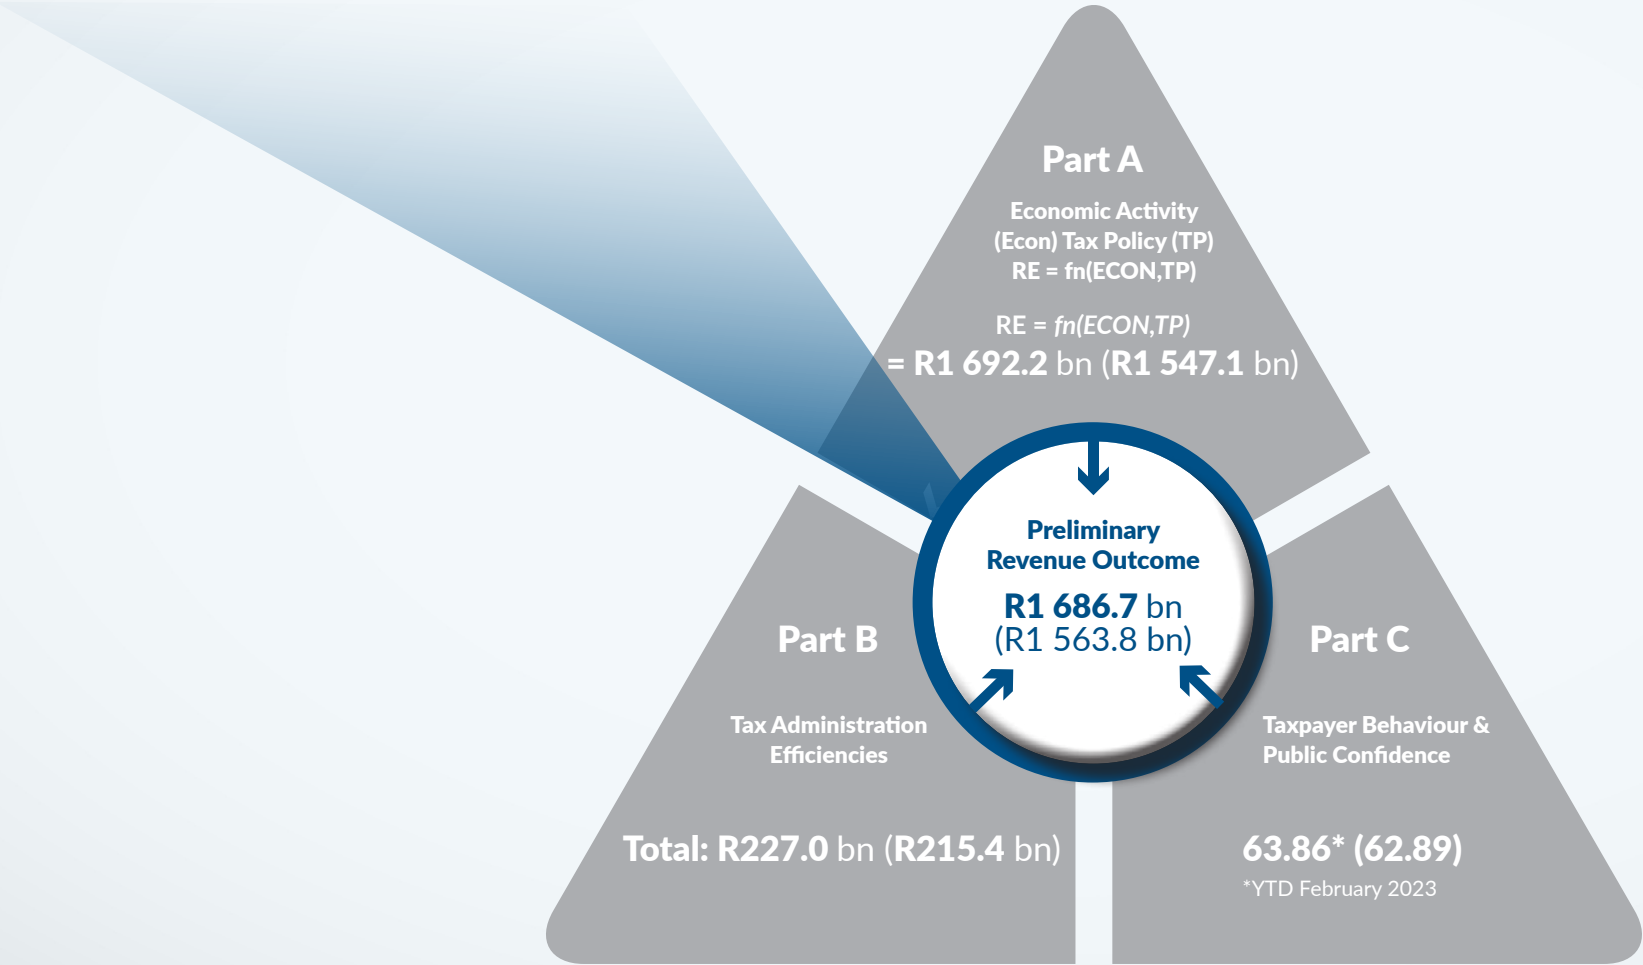 Part A
Economic Activity
(Econ) Tax Policy (TP)
RE = fn(ECON,TP)
RE = fn(ECON,TP)
= R1 692.2 bn (R1 547.1 bn)
Preliminary
Revenue Outcome
R1 686.7 bn
(R1 563.8 bn)
Part B
Tax Administration
Efficiencies
Total: R227.0 bn (R215.4 bn)
Part C
Taxpayer Behaviour &
Public Confidence
63.86* (62.89)
*YTD February 2023